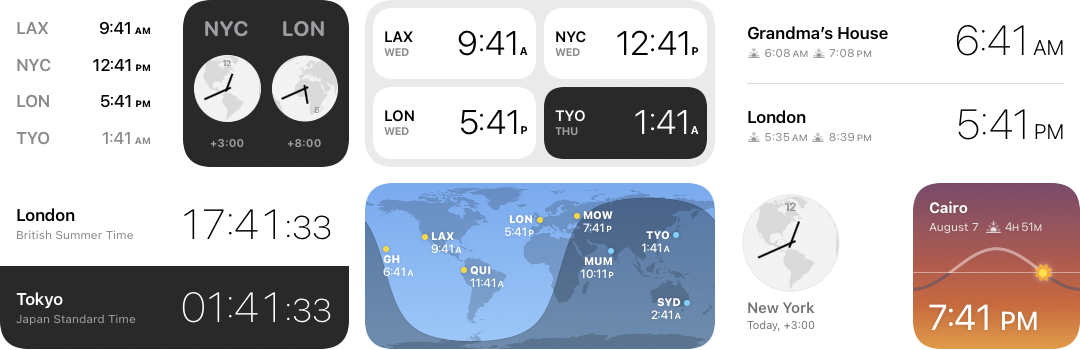 LAX 9:41 AM
NYC 12:41 PM
LON 5:41 PM
TYO 1:41 AM
NYC LON
12
5
+3:00 +8:00
LAX 9:41A
WED
NYC 12:41P
WED
LON 5:41P
WED
TYO 1:41A
THU
Grandma's House 6:41 AM
6:08 AM 7:08 PM
London 5:41 PM
5:35 AM 8:39 PM
London 17:41:33
British Summer Time
Tokyo 01:41:33
Japan Standard Time
LON
5:41P
MOW
7:41P
LAX
9:41A
TYO
1:41A
GH
6:41A
MUM
10:11P
QUI
11:41A
SYD
2:41A
12
New York
Today, +3:00
Cairo
August 7 4H 51M
7:41 PM